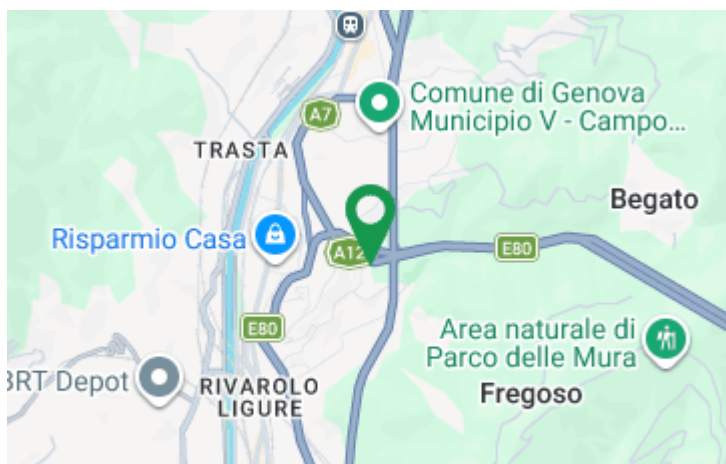 A7
Comune di Genova
Municipio V - Campo...
TRASTA
Begato
Risparmio Casa
A12
E80
E80
Area naturale di
Parco delle Mura
BRT Depot
RIVAROLO
LIGURE
Fregoso